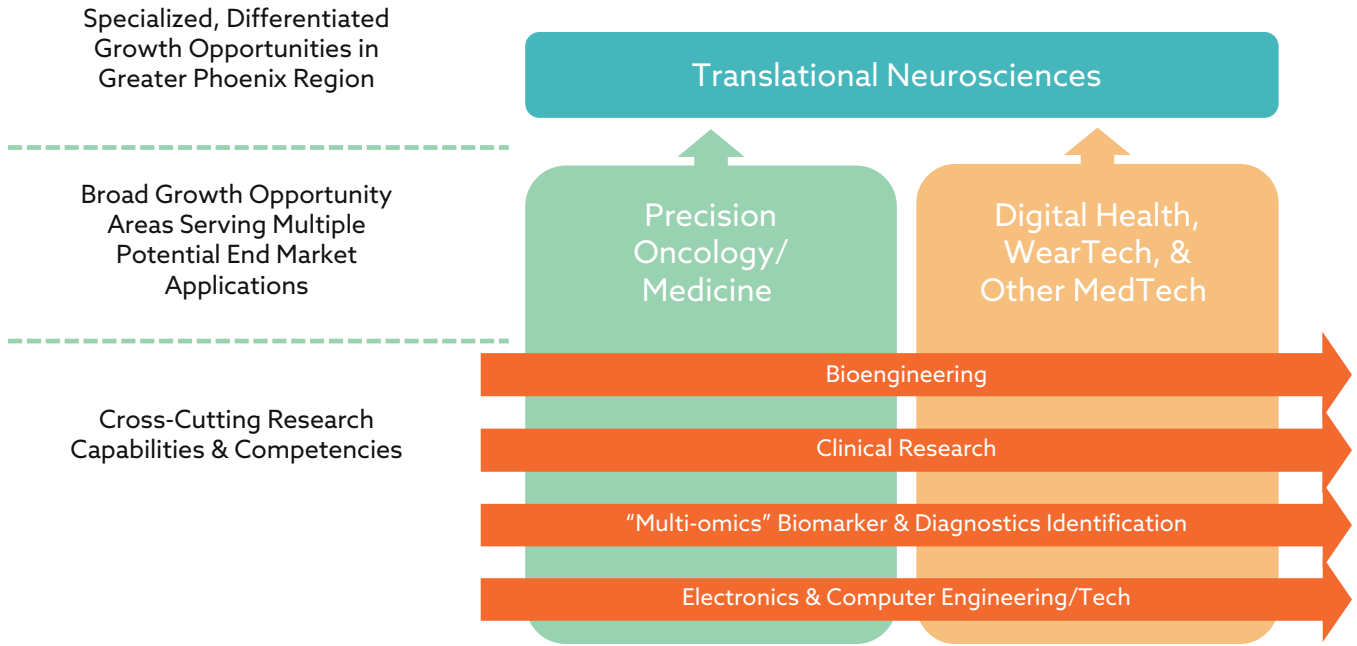 Specialized, Differentiated
Growth Opportunities in
Greater Phoenix Region
Translational Neurosciences
Broad Growth Opportunity
Areas Serving Multiple
Potential End Market
Applications
Precision
Oncology/
Medicine
Digital Health,
WearTech, &
Other MedTech
Cross-Cutting Research
Capabilities & Competencies
Bioengineering
Clinical Research
“Multi-omics” Biomarker & Diagnostics Identification
Electronics & Computer Engineering/Tech